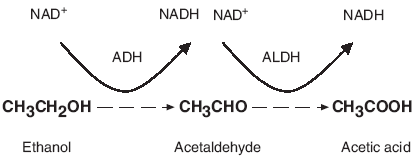 NAD⁺ NADH NAD⁺ NADH
ADH ALDH
CH₃CH₂OH CH₃CHO CH₃COOH
Ethanol Acetaldehyde Acetic acid